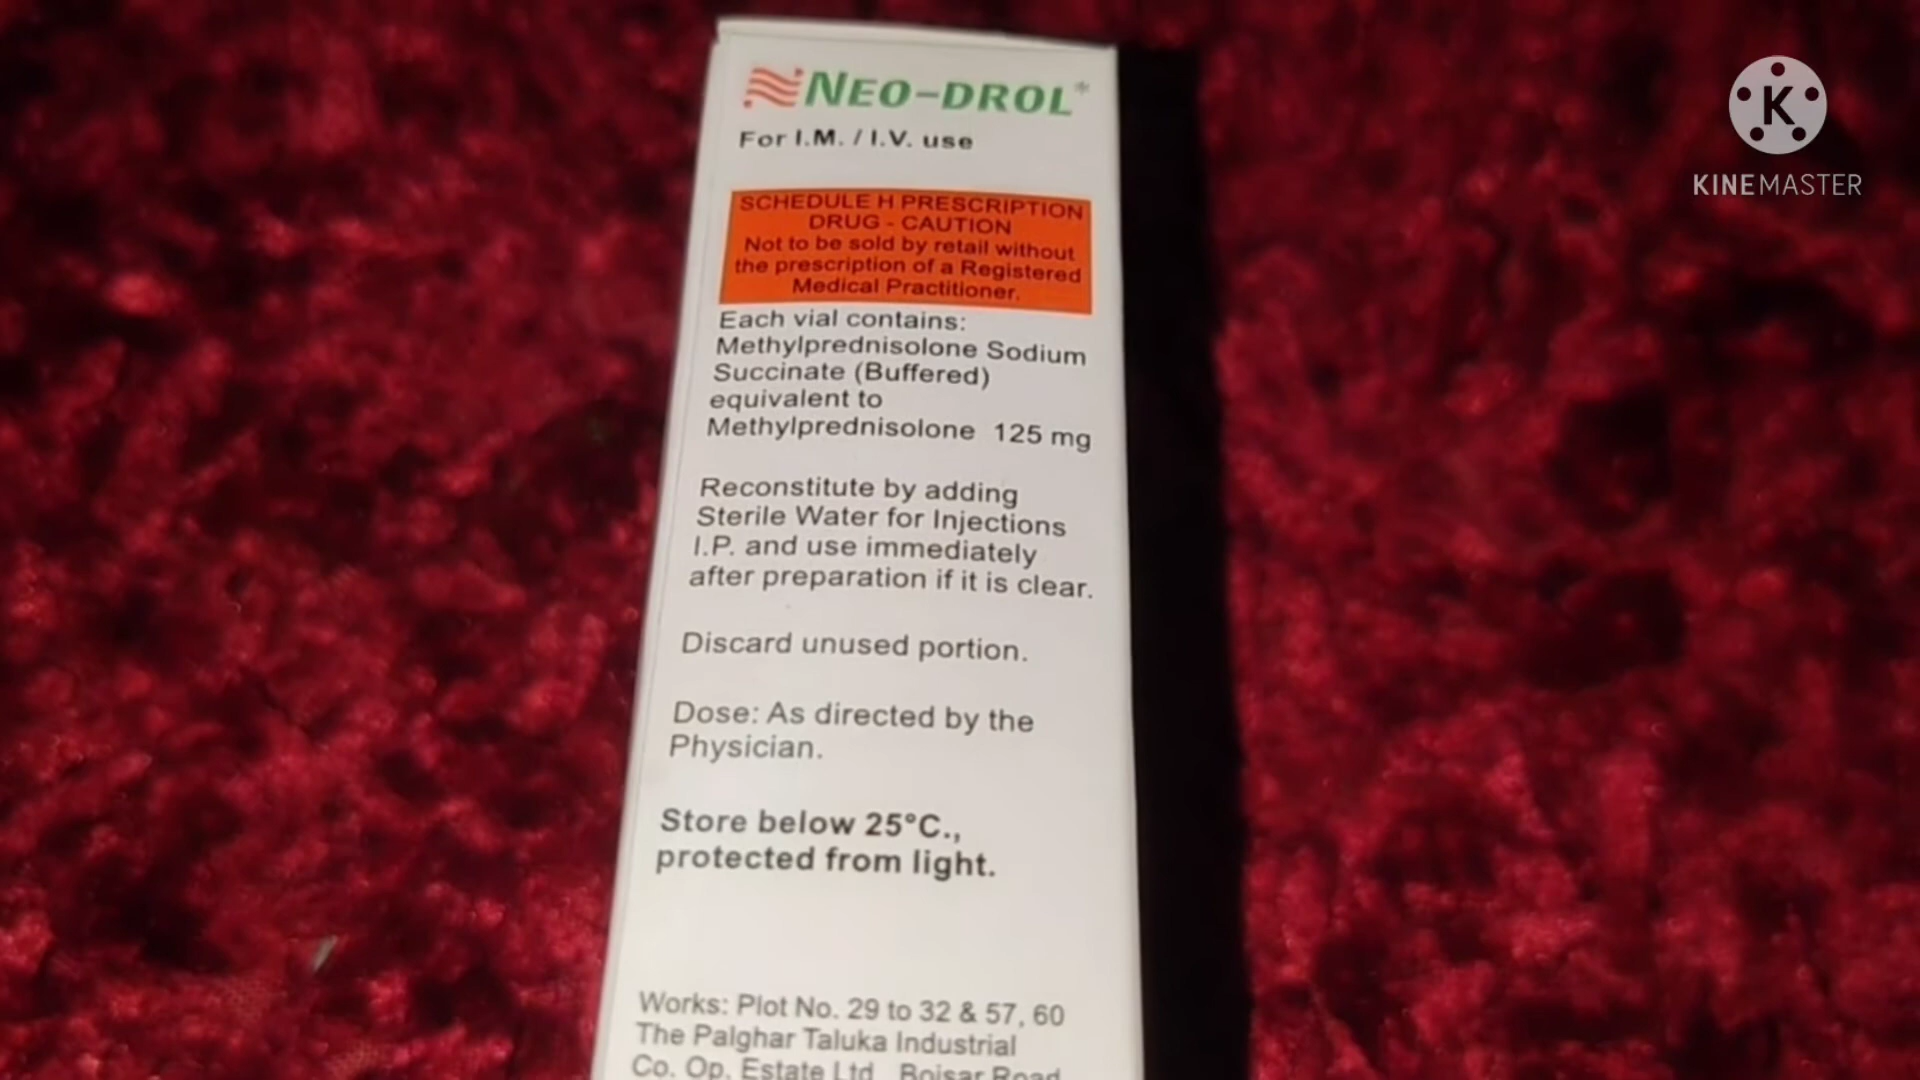 NEO-DROL*
For I.M. / I.V. use
SCHEDULE H PRESCRIPTION
DRUG - CAUTION
Not to be sold by retail without
the prescription of a Registered
Medical Practitioner.
Each vial contains:
Methylprednisolone Sodium
Succinate (Buffered)
equivalent to
Methylprednisolone 125 mg
Reconstitute by adding
Sterile Water for Injections
I.P. and use immediately
after preparation if it is clear.
Discard unused portion.
Dose: As directed by the
Physician.
Store below 25°C.,
protected from light.
Works: Plot No. 29 to 32 & 57, 60
The Palghar Taluka Industrial
Co. Op. Estate Ltd Boisar Road
K
KINEMASTER